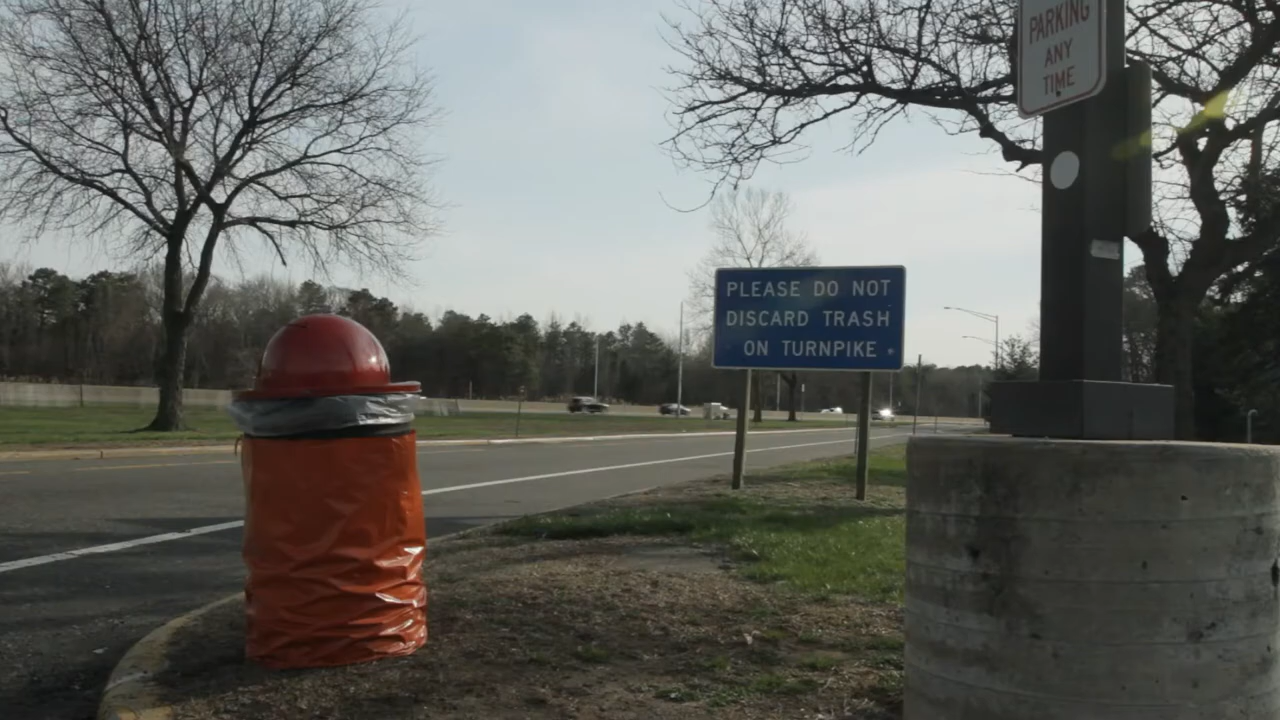 PARKING
ANY
TIME
PLEASE DO NOT
DISCARD TRASH
ON TURNPIKE